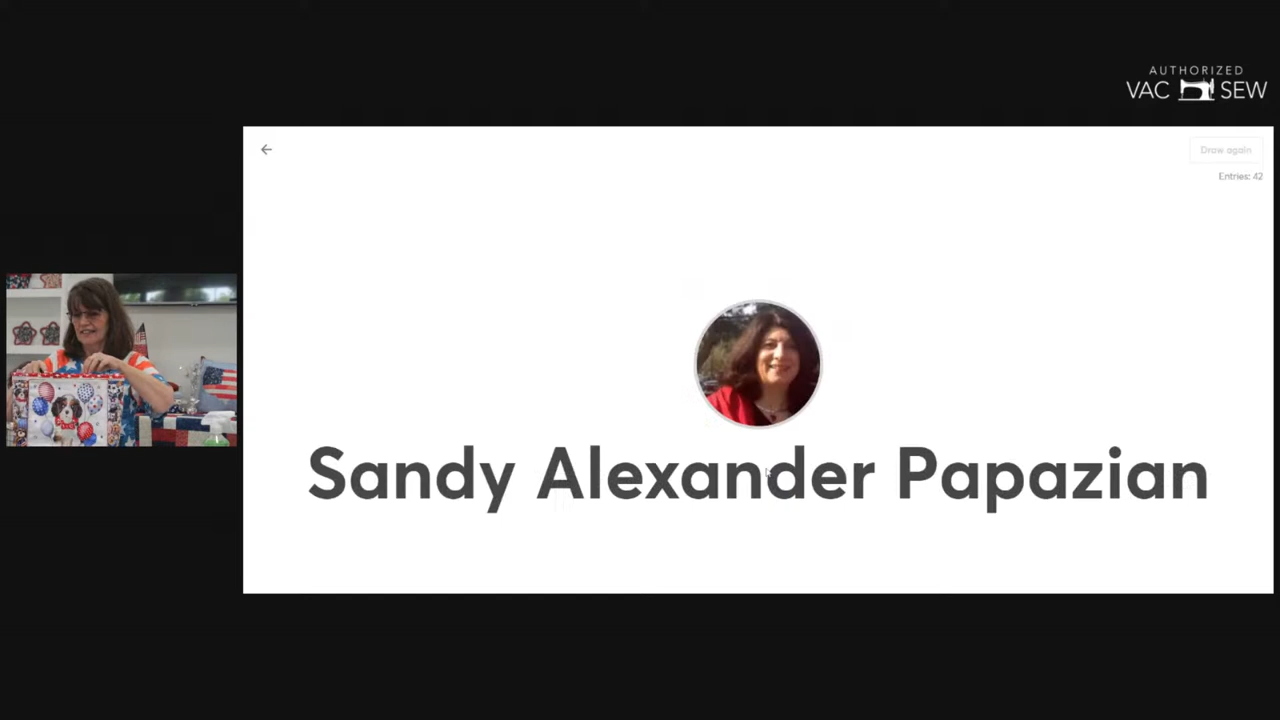 AUTHORIZED
VAC SEW
Draw again
Entries: 42
Sandy Alexander Papazian